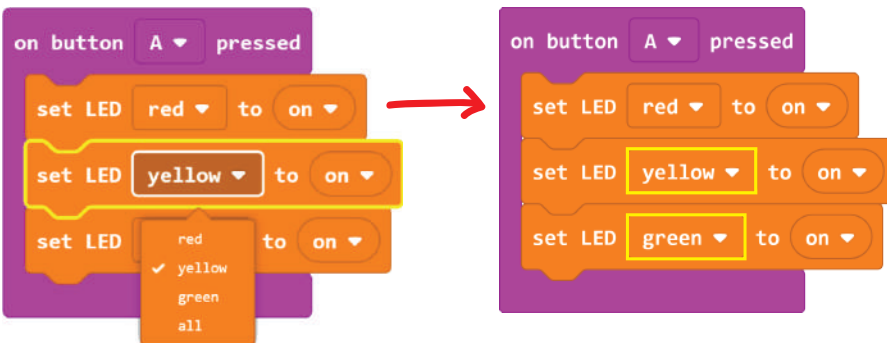 on button A pressed
set LED red to on
set LED yellow to on
set LED to on
red
yellow
green
all
on button A pressed
set LED red to on
set LED yellow to on
set LED green to on